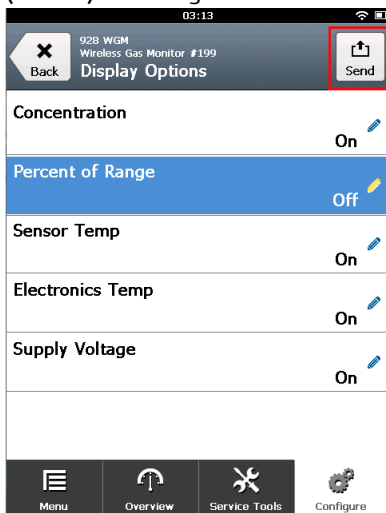 03:13
928 WGM
Wireless Gas Monitor #199
Back
Display Options
Send
Concentration
On
Percent of Range
Off
Sensor Temp
On
Electronics Temp
On
Supply Voltage
On
Menu
Overview
Service Tools
Configure